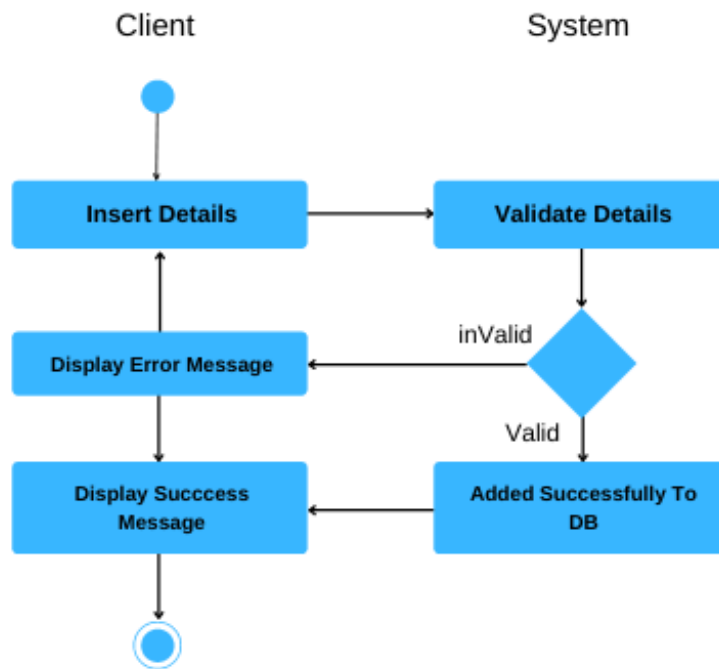 Client
System
Insert Details
Validate Details
inValid
Display Error Message
Valid
Display Succcess
Message
Added Successfully To
DB